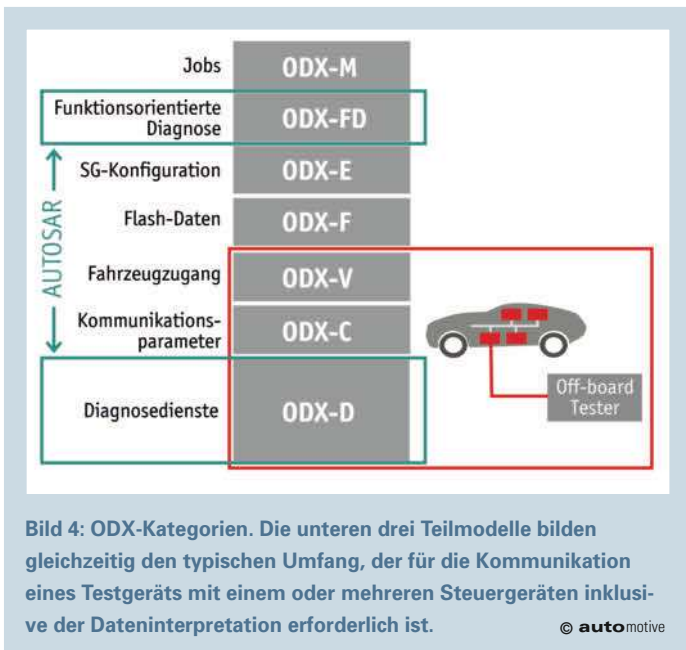 Jobs ODX-M
Funktionsorientierte
Diagnose ODX-FD
SG-Konfiguration ODX-E
Flash-Daten ODX-F
Fahrzeugzugang ODX-V
Kommunikations-
parameter ODX-C
Diagnosedienste ODX-D
AUTOSAR
Off-board
Tester
Bild 4: ODX-Kategorien. Die unteren drei Teilmodelle bilden
gleichzeitig den typischen Umfang, der für die Kommunikation
eines Testgeräts mit einem oder mehreren Steuergeräten inklusi-
ve der Dateninterpretation erforderlich ist.
© automotive